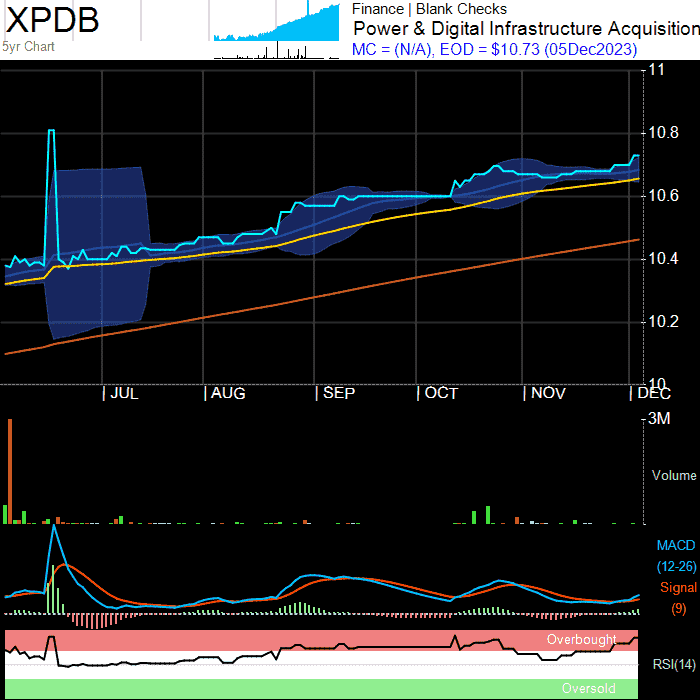 XPDB
5yr Chart
Finance | Blank Checks
Power & Digital Infrastructure Acquisition
MC = (N/A), EOD = $10.73 (05Dec2023)
11
10.8
10.6
10.4
10.2
10
| JUL | AUG | SEP | OCT | NOV | DEC
3M
Volume
MACD
(12-26)
Signal
(9)
Overbought
RSI(14)
Oversold